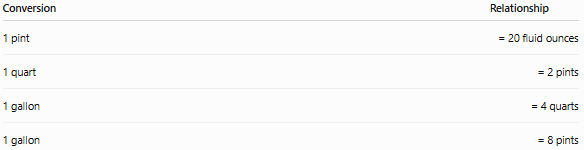 Conversion Relationship
1 pint = 20 fluid ounces
1 quart = 2 pints
1 gallon = 4 quarts
1 gallon = 8 pints